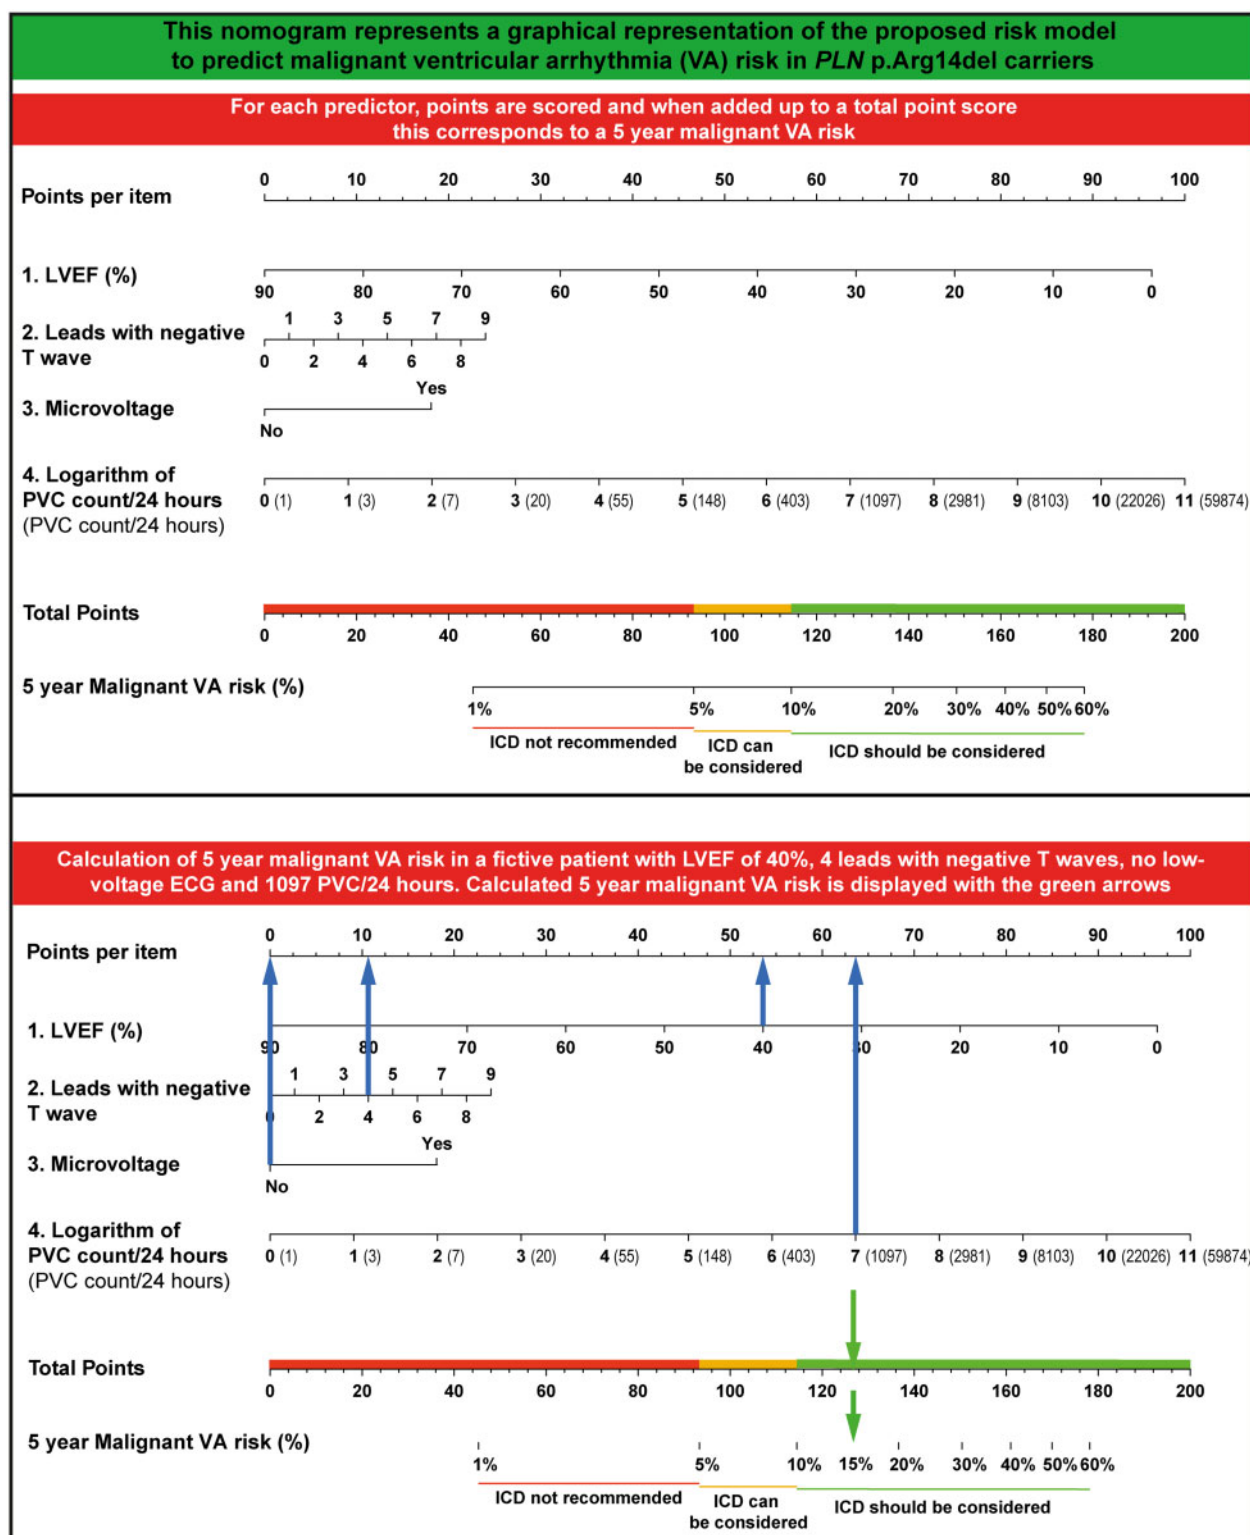 This nomogram represents a graphical representation of the proposed risk model
to predict malignant ventricular arrhythmia (VA) risk in PLN p.Arg14del carriers
For each predictor, points are scored and when added up to a total point score
this corresponds to a 5 year malignant VA risk
0 10 20 30 40 50 60 70 80 90 100
Points per item
1. LVEF (%)
90 80 70 60 50 40 30 20 10 0
1 3 5 7 9
2. Leads with negative
T wave
0 2 4 6 8
Yes
3. Microvoltage
No
4. Logarithm of
PVC count/24 hours
(PVC count/24 hours)
0 (1) 1 (3) 2 (7) 3 (20) 4 (55) 5 (148) 6 (403) 7 (1097) 8 (2981) 9 (8103) 10 (22026) 11 (59874)
Total Points
0 20 40 60 80 100 120 140 160 180 200
5 year Malignant VA risk (%)
1% 5% 10% 20% 30% 40% 50% 60%
ICD not recommended
ICD can
be considered
ICD should be considered
Calculation of 5 year malignant VA risk in a fictive patient with LVEF of 40%, 4 leads with negative T waves, no low-
voltage ECG and 1097 PVC/24 hours. Calculated 5 year malignant VA risk is displayed with the green arrows
0 10 20 30 40 50 60 70 80 90 100
Points per item
1. LVEF (%)
90 80 70 60 50 40 30 20 10 0
1 3 5 7 9
2. Leads with negative
T wave
0 2 4 6 8
Yes
3. Microvoltage
No
4. Logarithm of
PVC count/24 hours
(PVC count/24 hours)
0 (1) 1 (3) 2 (7) 3 (20) 4 (55) 5 (148) 6 (403) 7 (1097) 8 (2981) 9 (8103) 10 (22026) 11 (59874)
Total Points
0 20 40 60 80 100 120 140 160 180 200
5 year Malignant VA risk (%)
1% 5% 10% 15% 20% 30% 40% 50% 60%
ICD not recommended
ICD can
be considered
ICD should be considered